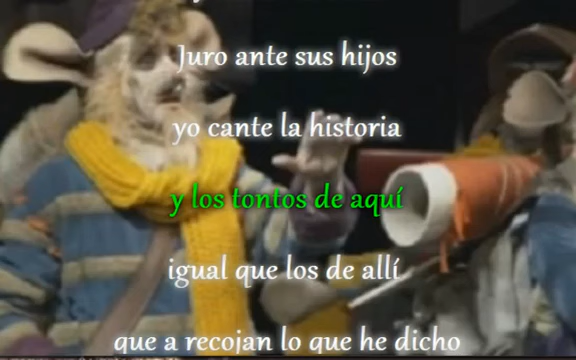 Juro ante sus hijos
yo cante la historia
y los tontos de aquí
igual que los de allí
que a recojan lo que he dicho